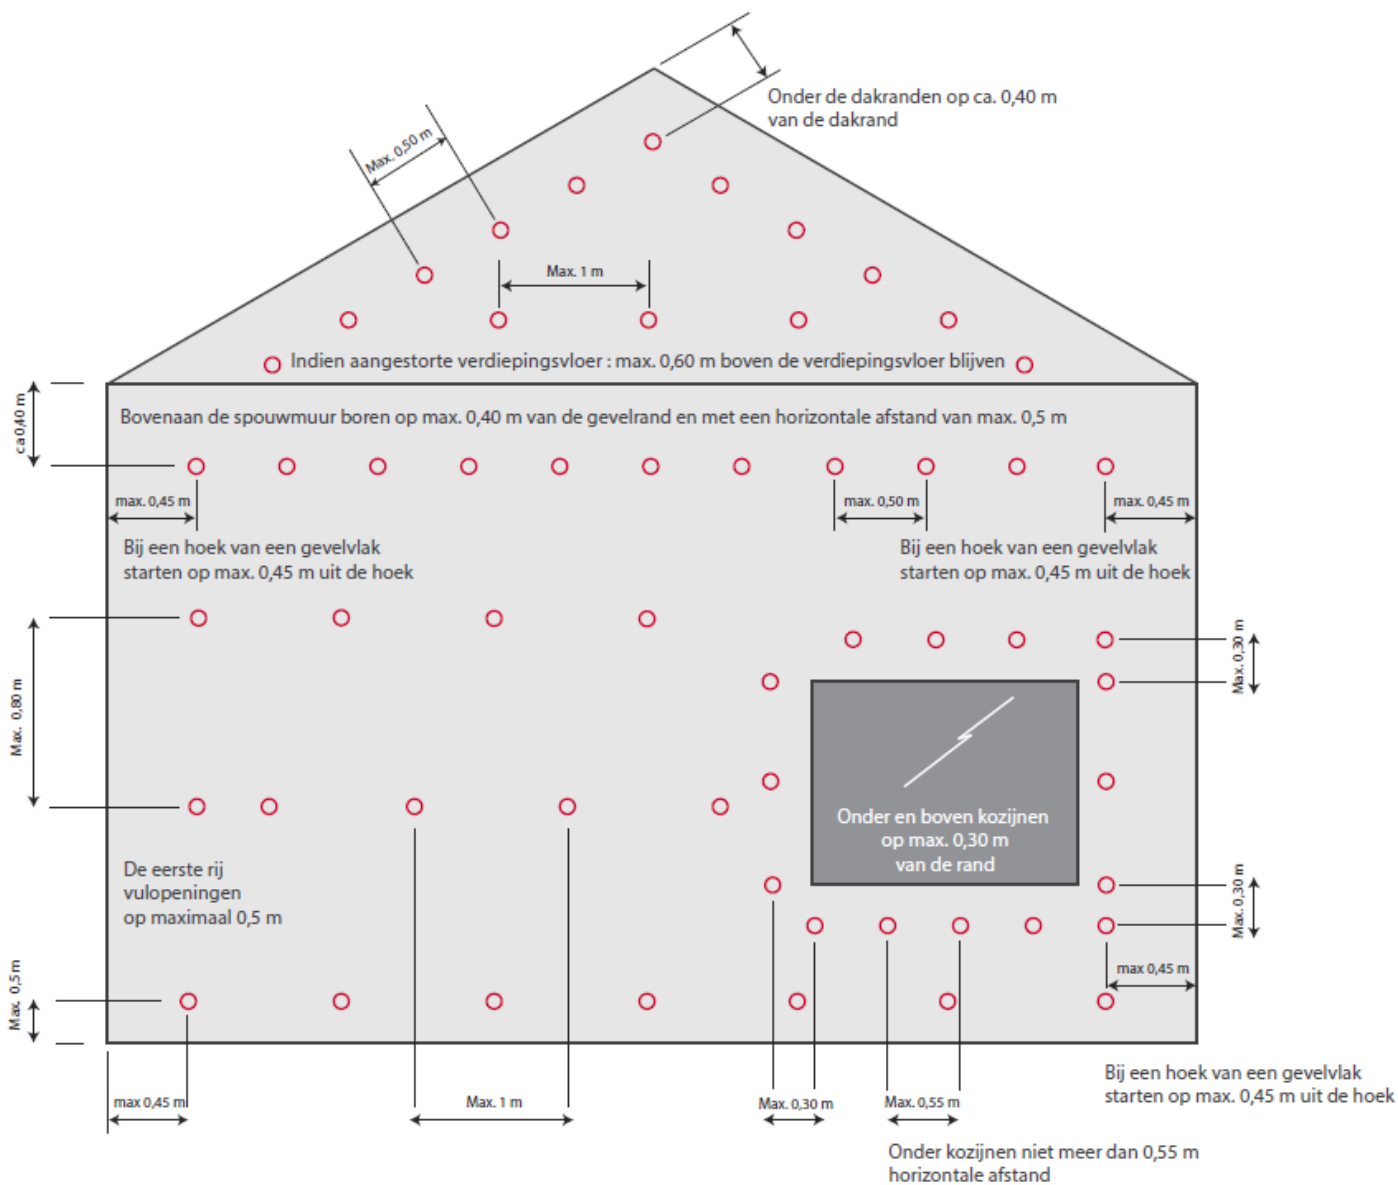 Onder de dakranden op ca. 0,40 m
van de dakrand
Max. 0,50 m
Max. 1 m
Indien aangestorte verdiepingsvloer : max. 0,60 m boven de verdiepingsvloer blijven
ca 0,40 m
Bovenaan de spouwmuur boren op max. 0,40 m van de gevelrand en met een horizontale afstand van max. 0,5 m
max. 0,45 m
max. 0,50 m
max. 0,45 m
Bij een hoek van een gevelvlak
starten op max. 0,45 m uit de hoek
Bij een hoek van een gevelvlak
starten op max. 0,45 m uit de hoek
Max. 0,80 m
Max. 0,30 m
Onder en boven kozijnen
op max. 0,30 m
van de rand
De eerste rij
vulopeningen
op maximaal 0,5 m
Max. 0,30 m
Max. 0,5 m
max 0,45 m
max 0,45 m
Max. 1 m
Max. 0,30 m
Max. 0,55 m
Bij een hoek van een gevelvlak
starten op max. 0,45 m uit de hoek
Onder kozijnen niet meer dan 0,55 m
horizontale afstand